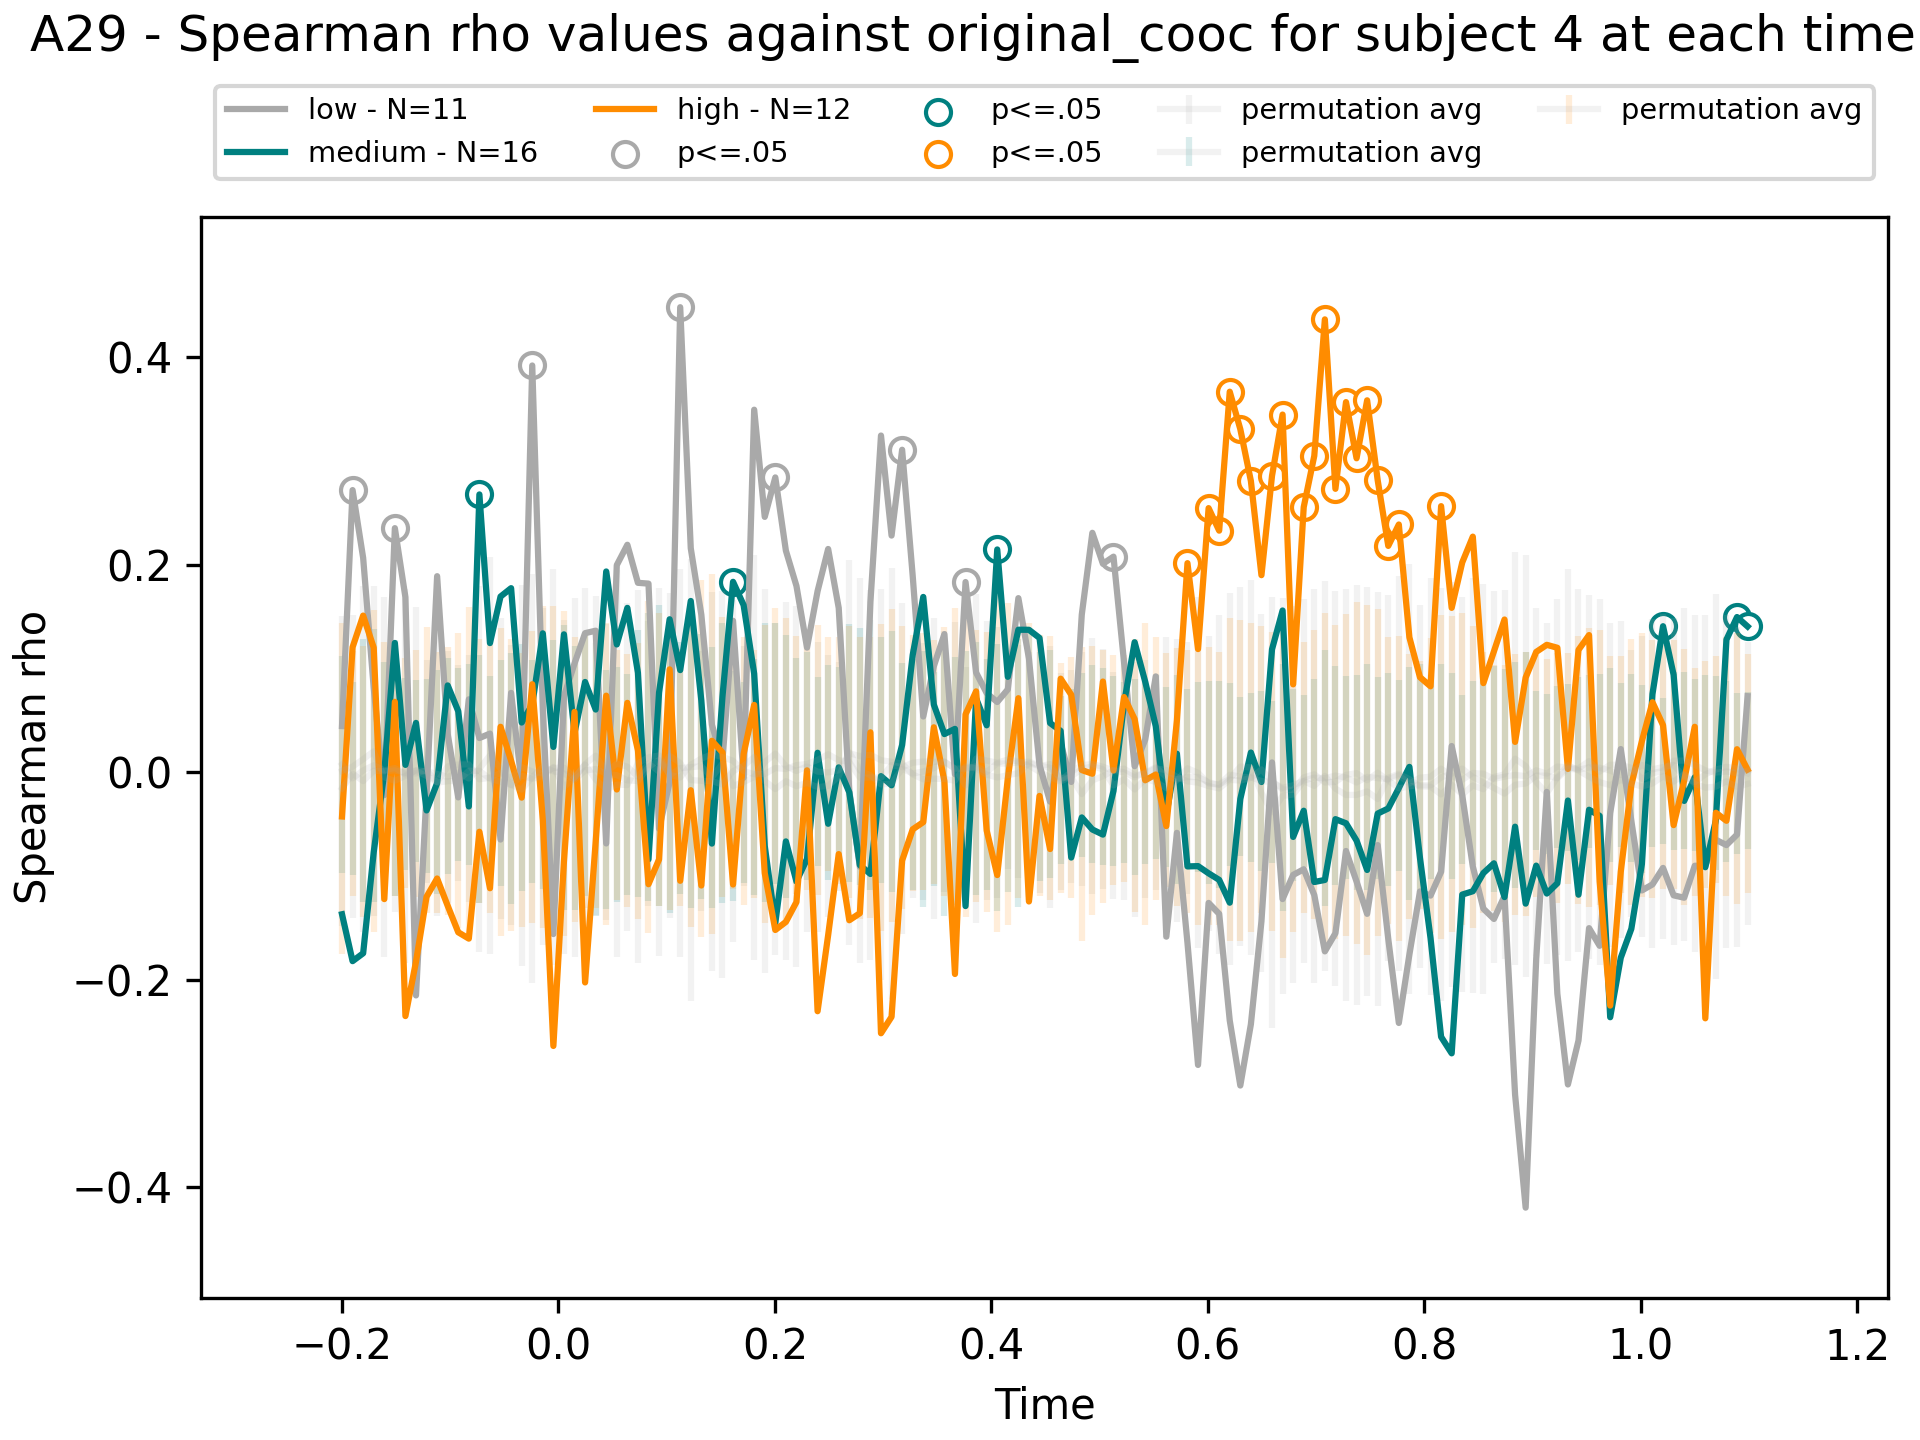 A29 - Spearman rho values against original_cooc for subject 4 at each time
low - N=11
medium - N=16
high - N=12
p<=.05
p<=.05
p<=.05
permutation avg
permutation avg
permutation avg
Spearman rho
0.4
0.2
0.0
−0.2
−0.4
−0.2
0.0
0.2
0.4
0.6
0.8
1.0
1.2
Time